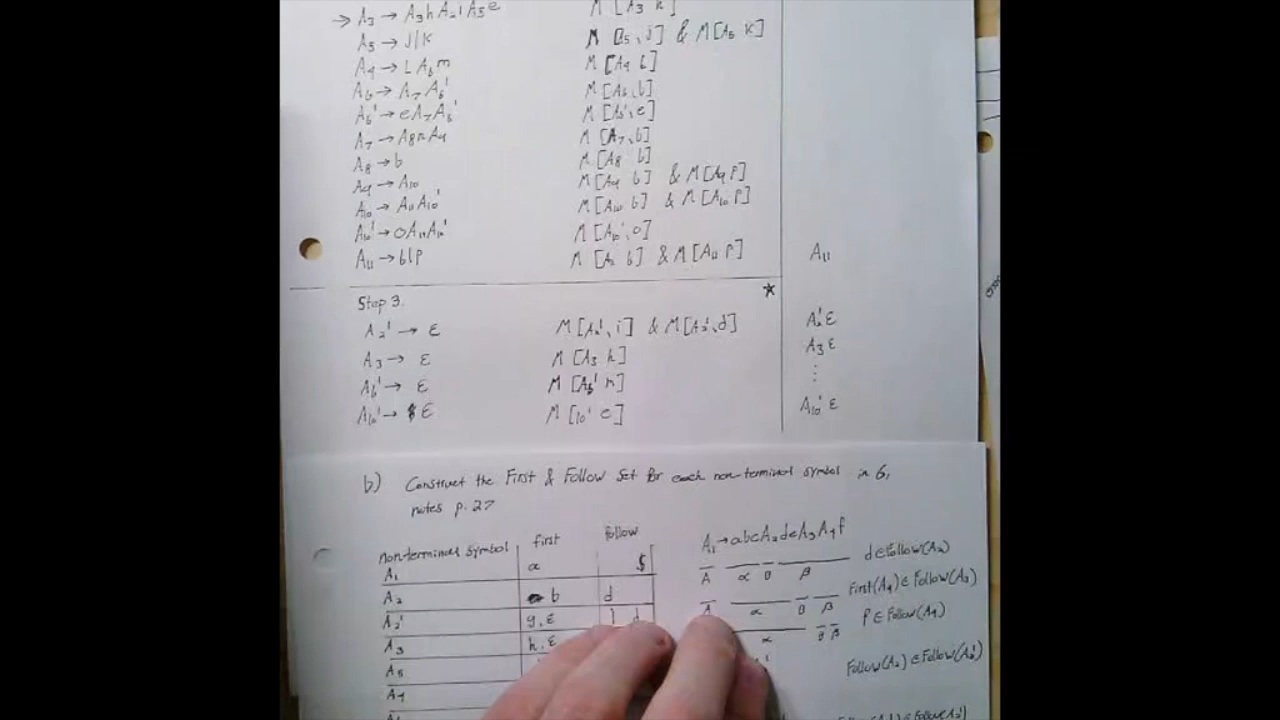 → A₃ → A₃hA₂iA₅e M [A₃ h]
A₅ → j|k M [A₅, j] & M[A₅ k]
A₄ → LA₆m M [A₄ l]
A₆ → A₇A₆' M [A₆, b]
A₆' → eA₇A₆' M [A₆', e]
A₇ → A₈nA₉ M [A₇, b]
A₈ → b M [A₈ b]
A₉ → A₁₀ M [A₉ b] & M[A₉ p]
A₁₀ → A₁₁A₁₀' M [A₁₀ b] & M[A₁₀ p]
A₁₀' → oA₁₁A₁₀' M [A₁₀', o]
A₁₁ → b|p M [A₁₁ b] & M[A₁₁ p] A₁₁
Step 3. *
A₂' → ε M [A₂', i] & M[A₂', d] A₂' ε
A₃ → ε M [A₃ h] A₃ ε
A₆' → ε M [A₆' n] ⋮
A₁₀' → ε M [10' e] A₁₀' ε
b) Construct the First & Follow Set for each non-terminal symbol in 6,
notes p. 27
non-terminal symbol first follow A₁ → abcA₂deA₃A₄f
A₁ a $ A α B β d ∈ Follow(A₂)
A₂ b d A α B β First(A₄) ∈ Follow(A₃)
A₂' g, ε d α B β f ∈ Follow(A₄)
A₃ h, ε Follow(A₂) ∈ Follow(A₂')
A₅
A₄